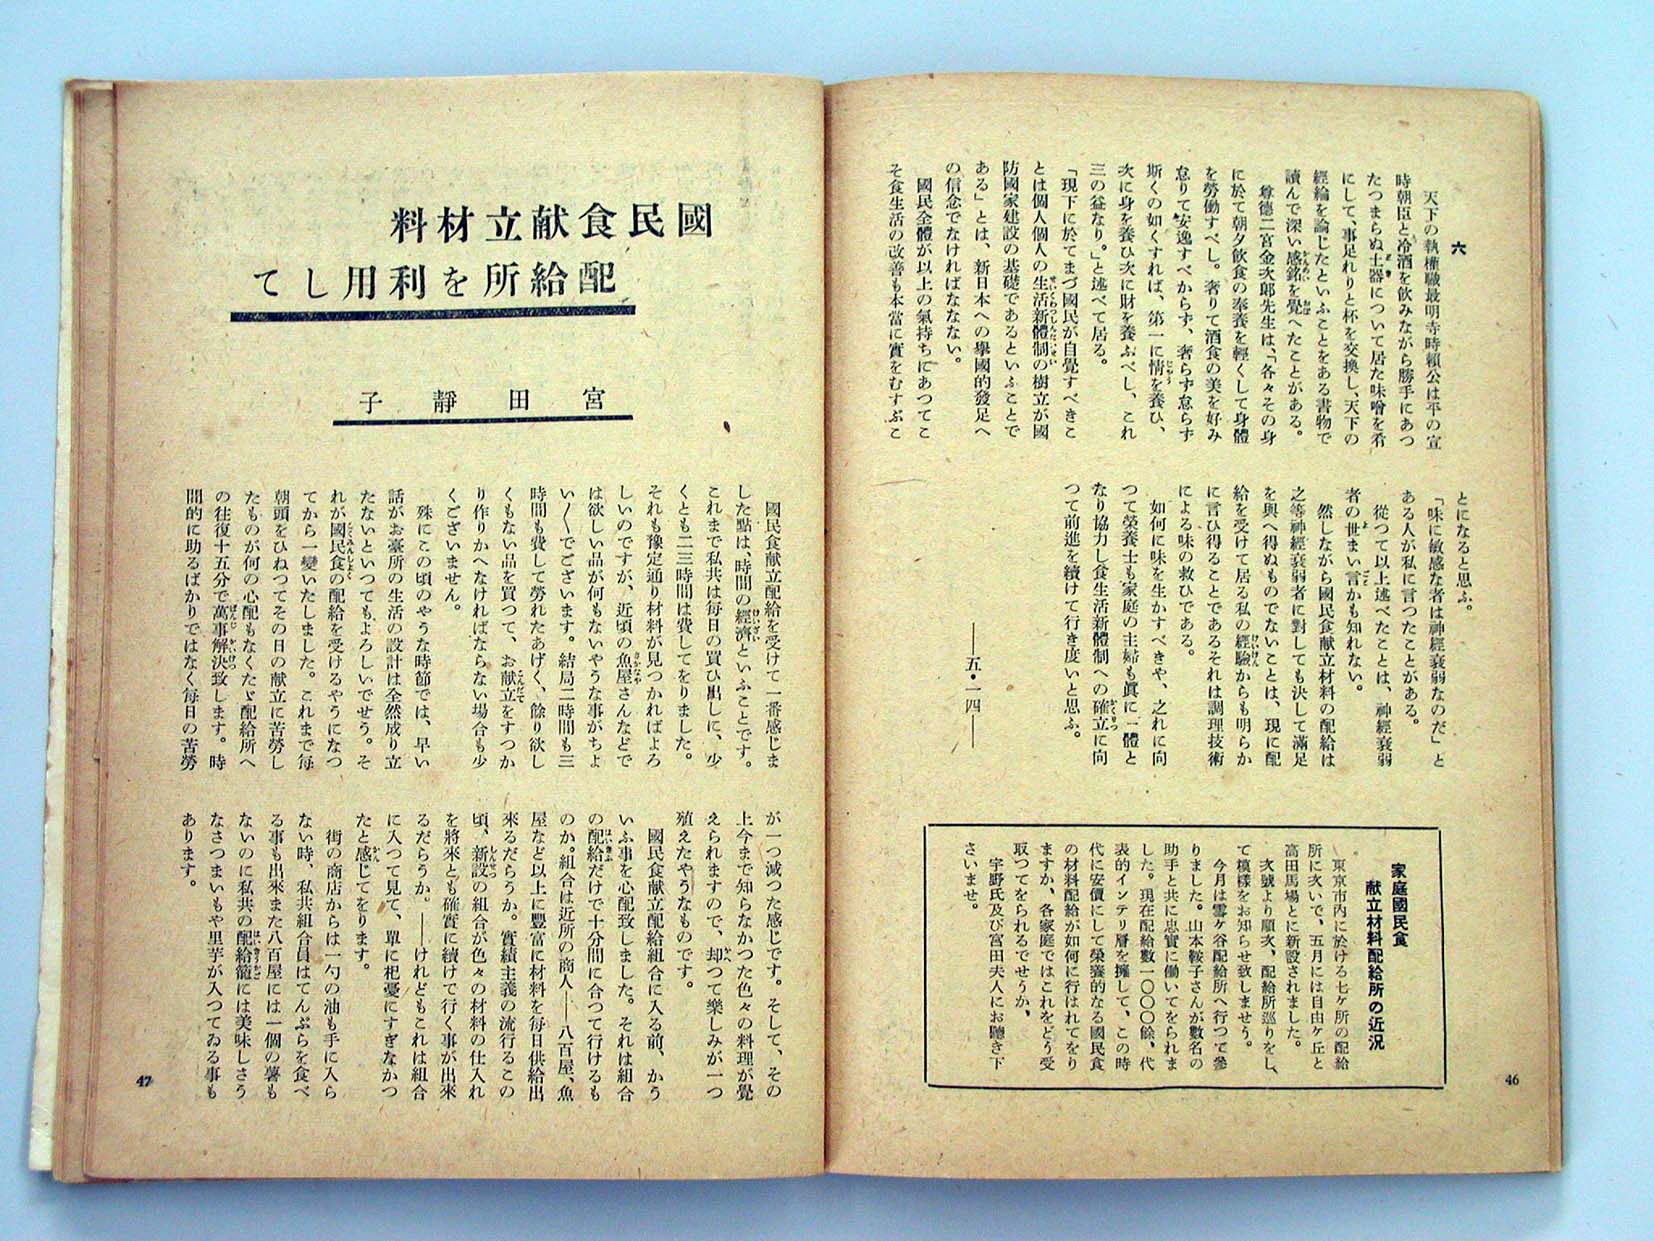 六
天下の執權職最明寺時賴公は平の宣
時朝臣と冷酒を飲みながら勝手にあつ
たつまらぬ土器について居た味噌を肴
にして、事足れりと杯を交換し、天下の
經綸を論じたといふことをある書物で
讀んで深い感銘を覺へたことがある。
尊德二宮金次郎先生は、「各々その身
に於て朝夕飲食の奉養を輕くして身體
を勞働すべし。奢りて酒食の美を好み
怠りて安逸すべからず、奢らず怠らず
斯くの如くすれば、第一に情を養ひ、
次に身を養ひ次に財を養ふべし、これ
三の益なり。」と述べて居る。
「現下に於てまづ國民が自覺すべきこ
とは個人個人の生活新體制の樹立が國
防國家建設の基礎であるといふことで
ある」とは、新日本への擧國的發足へ
の信念でなければななない。
國民全體が以上の氣持ちにあつてこ
そ食生活の改善も本當に實をむすぶこ
とになると思ふ。
「味に敏感な者は神經衰弱なのだ」と
ある人が私に言つたことがある。
從つて以上述べたことは、神經衰弱
者の世まい言かも知れない。
然しながら國民食献立材料の配給は
之等神經衰弱者に對しても決して滿足
を與へ得ぬものでないことは、現に配
給を受けて居る私の經驗からも明らか
に言ひ得ることであるそれは調理技術
による味の救ひである。
如何に味を生かすべきや、之れに向
つて榮養士も家庭の主婦も眞に一體と
なり協力し食生活新體制への確立に向
つて前進を續けて行き度いと思ふ。
——五・一四——
家庭國民食
献立材料配給所の近況
東京市内に於ける七ケ所の配給
所に次いで、五月には自由ケ丘と
高田馬場とに新設されました。
次號より順次、配給所巡りをし、
て模樣をお知らせ致しませう。
今月は雪ケ谷配給所へ行つて參
りました。山本鞍子さんが數名の
助手と共に忠實に働いてをられま
した。現在配給數一〇〇〇餘、代
表的インテリ層を擁して、この時
代に安價にして榮養的なる國民食
の材料配給が如何に行はれてをり
ますか、各家庭ではこれをどう受
取つてをられるでせうか、
宇野氏及び宮田夫人にお聽き下
さいませ。
46
國民食献立材料
配給所を利用して
宮田靜子
國民食献立配給を受けて一番感じま
した點は、時間の經濟といふことです。
これまで私共は毎日の買ひ出しに、少
くとも二三時間は費してをりました。
それも豫定通り材料が見つかればよろ
しいのですが、近頃の魚屋さんなどで
は欲しい品が何もないやうな事がちよ
い〳〵でございます。結局二時間も三
時間も費して勞れたあげく、餘り欲し
くもない品を買つて、お献立をすつか
り作りかへなければならない場合も少
くございません。
殊にこの頃のやうな時節では、早い
話がお臺所の生活の設計は全然成り立
たないといつてもよろしいでせう。そ
れが國民食の配給を受けるやうになつ
てから一變いたしました。これまで毎
朝頭をひねつてその日の献立に苦勞し
たものが何の心配もなくたゞ配給所へ
の往復十五分で萬事解決致します。時
間的に助るばかりではなく毎日の苦勞
が一つ減つた感じです。そして、その
上今まで知らなかつた色々の料理が覺
えられますので、却つて樂しみが一つ
殖えたやうなものです。
國民食献立配給組合に入る前、かう
いふ事を心配致しました。それは組合
の配給だけで十分間に合つて行けるも
のか。組合は近所の商人——八百屋、魚
屋など以上に豐富に材料を毎日供給出
來るだらうか。實績主義の流行るこの
頃、新設の組合が色々の材料の仕入れ
を將來とも確實に續けて行く事が出來
るだらうか。——けれどもこれは組合
に入つて見て、單に杞憂にすぎなかつ
たと感じてをります。
街の商店からは一勺の油も手に入ら
ない時、私共組合員はてんぷらを食べ
る事も出來また八百屋には一個の薯も
ないのに私共の配給籠には美味しさう
なさつまいもや里芋が入つてゐる事も
あります。
47